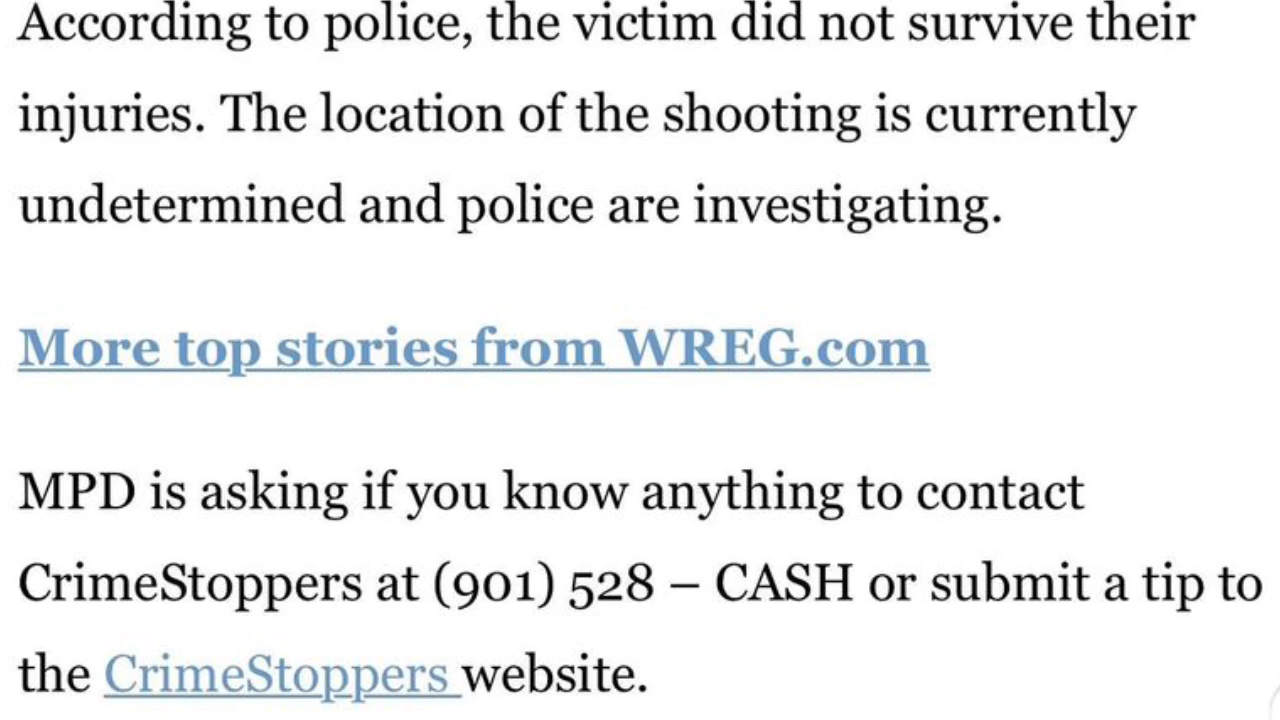 According to police, the victim did not survive their
injuries. The location of the shooting is currently
undetermined and police are investigating.
More top stories from WREG.com
MPD is asking if you know anything to contact
CrimeStoppers at (901) 528 – CASH or submit a tip to
the CrimeStoppers website.